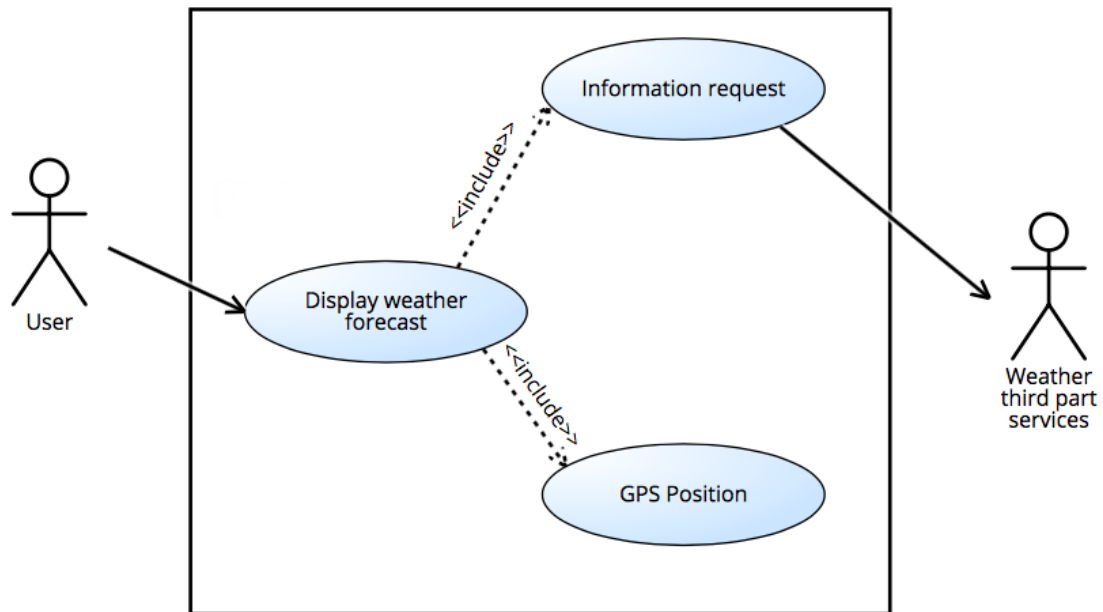 Information request
<<include>>
User
Display weather
forecast
<<include>>
Weather
third part
services
GPS Position